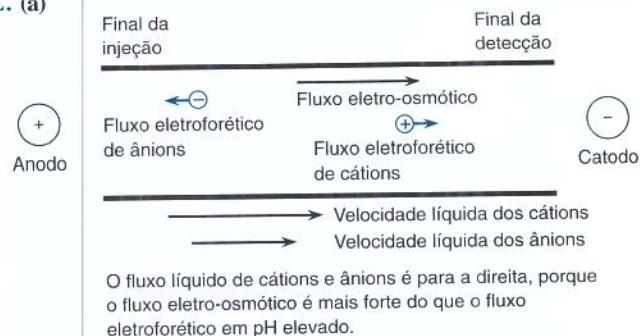 (a)
Final da
injeção
Final da
detecção
Fluxo eletro-osmótico
Fluxo eletroforético
de ânions
Fluxo eletroforético
de cátions
+
Anodo
−
Catodo
−
+
Velocidade líquida dos cátions
Velocidade líquida dos ânions
O fluxo líquido de cátions e ânions é para a direita, porque
o fluxo eletro-osmótico é mais forte do que o fluxo
eletroforético em pH elevado.